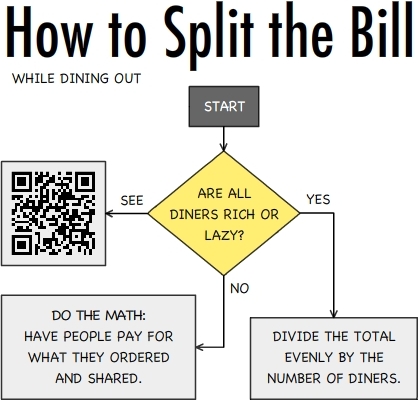 How to Split the Bill
WHILE DINING OUT
START
ARE ALL
DINERS RICH OR
LAZY?
SEE
YES
NO
DO THE MATH:
HAVE PEOPLE PAY FOR
WHAT THEY ORDERED
AND SHARED.
DIVIDE THE TOTAL
EVENLY BY THE
NUMBER OF DINERS.